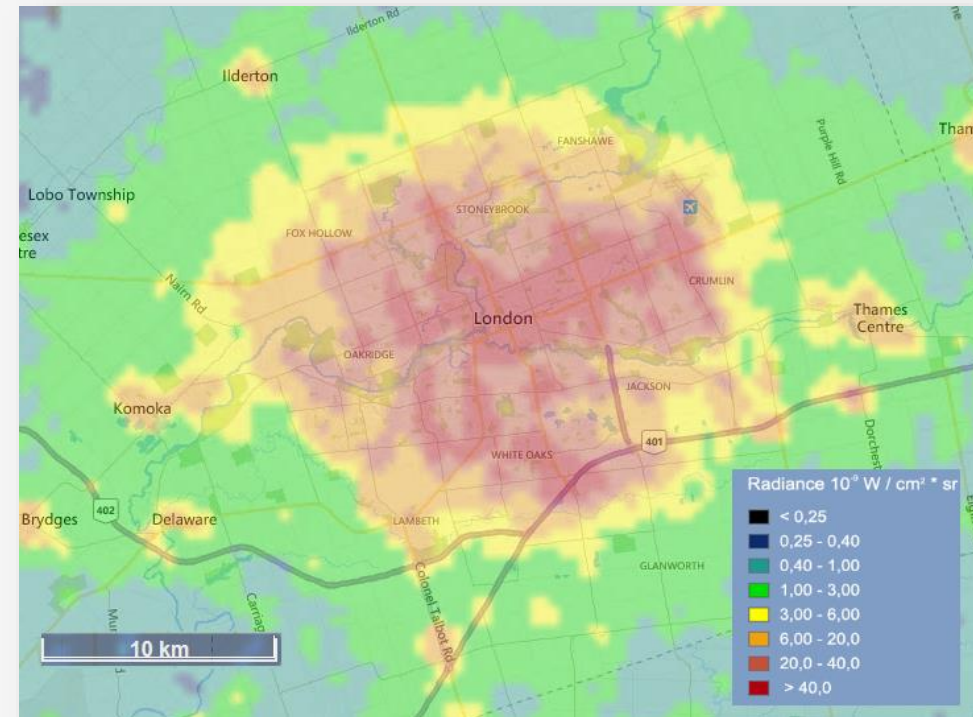 Ilderton Rd
Ilderton
FANSHAWE
Purple Hill Rd
Tham
Lobo Township
STONEYBROOK
esex
tre
FOX HOLLOW
Nairn Rd
CRUMLIN
Thames
Centre
London
OAKRIDGE
JACKSON
Komoka
401
WHITE OAKS
Dorchest
402
Brydges
Delaware
LAMBETH
GLANWORTH
Colonel Talbot Rd
Carriag
Mu
10 km
Radiance 10⁻⁹ W / cm² * sr
< 0,25
0,25 - 0,40
0,40 - 1,00
1,00 - 3,00
3,00 - 6,00
6,00 - 20,0
20,0 - 40,0
> 40,0